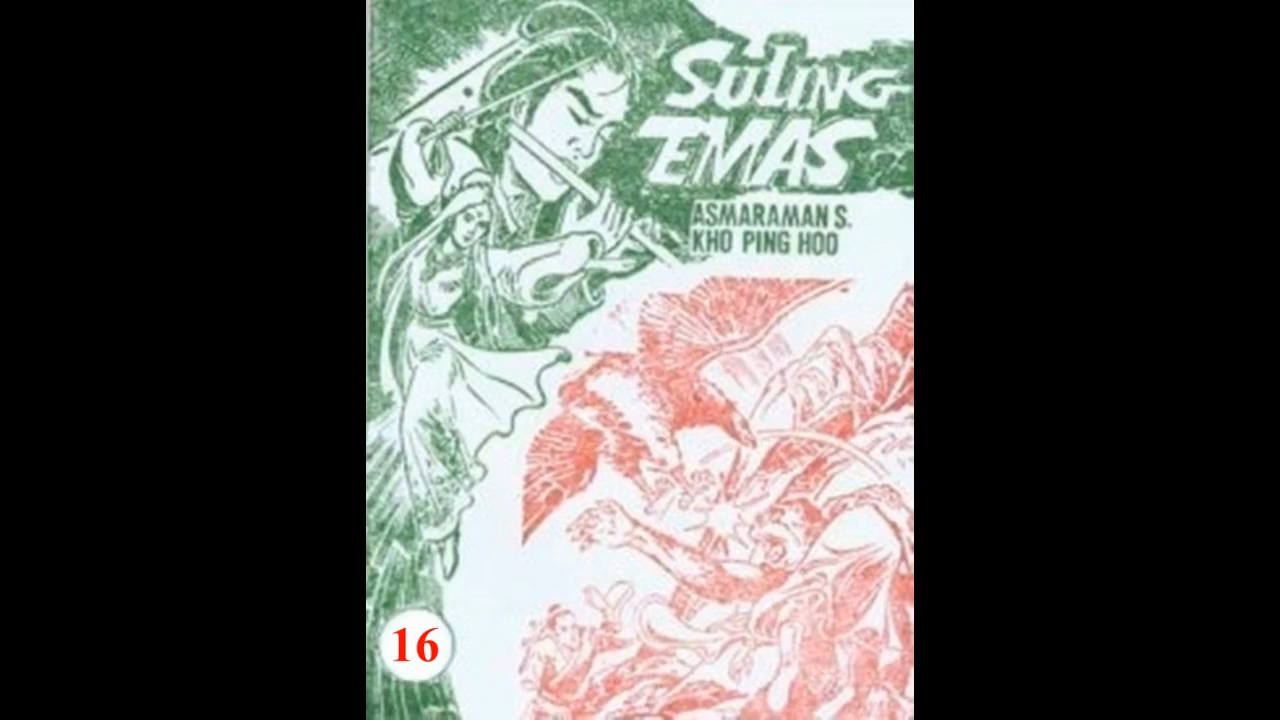 SULING
EMAS
ASMARAMAN S.
KHO PING HOO
16